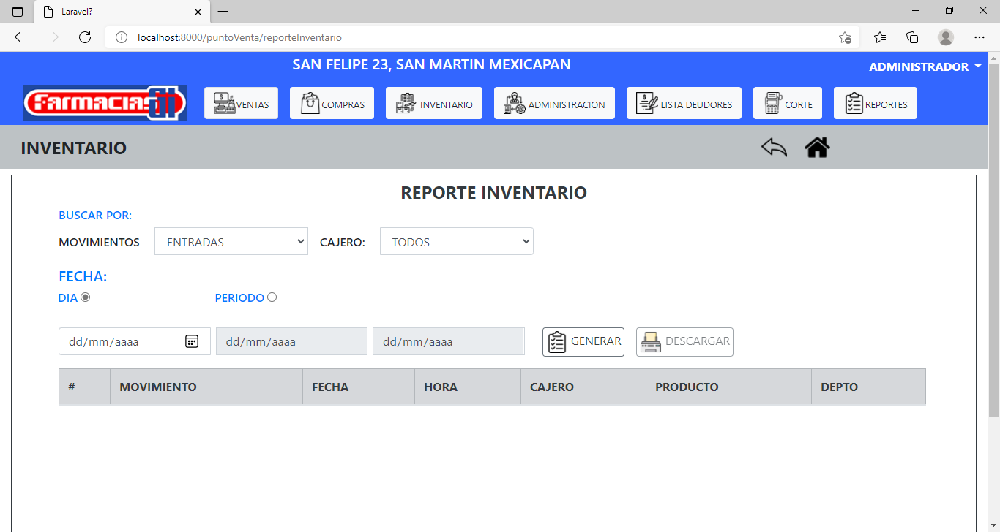 Laravel?
localhost:8000/puntoVenta/reporteInventario
SAN FELIPE 23, SAN MARTIN MEXICAPAN
ADMINISTRADOR
Farmacias
VENTAS
COMPRAS
INVENTARIO
ADMINISTRACION
LISTA DEUDORES
CORTE
REPORTES
INVENTARIO
REPORTE INVENTARIO
BUSCAR POR:
MOVIMIENTOS ENTRADAS CAJERO: TODOS
FECHA:
DIA PERIODO
dd/mm/aaaa dd/mm/aaaa dd/mm/aaaa GENERAR DESCARGAR
# MOVIMIENTO FECHA HORA CAJERO PRODUCTO DEPTO